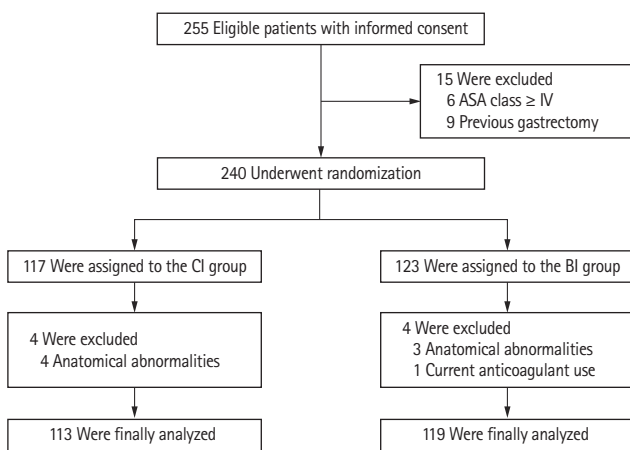 255 Eligible patients with informed consent
15 Were excluded
6 ASA class ≥ IV
9 Previous gastrectomy
240 Underwent randomization
117 Were assigned to the CI group
123 Were assigned to the BI group
4 Were excluded
4 Anatomical abnormalities
4 Were excluded
3 Anatomical abnormalities
1 Current anticoagulant use
113 Were finally analyzed
119 Were finally analyzed